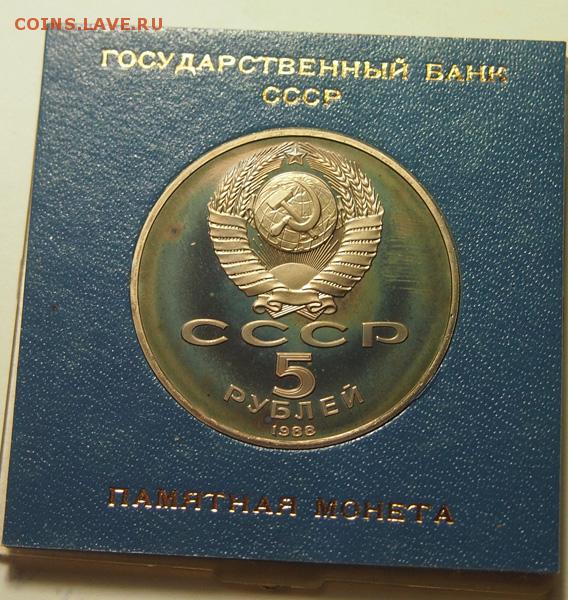 COINS.LAVE.RU
ГОСУДАРСТВЕННЫЙ БАНК
СССР
СССР
5
РУБЛЕЙ
1988
ПАМЯТНАЯ МОНЕТА